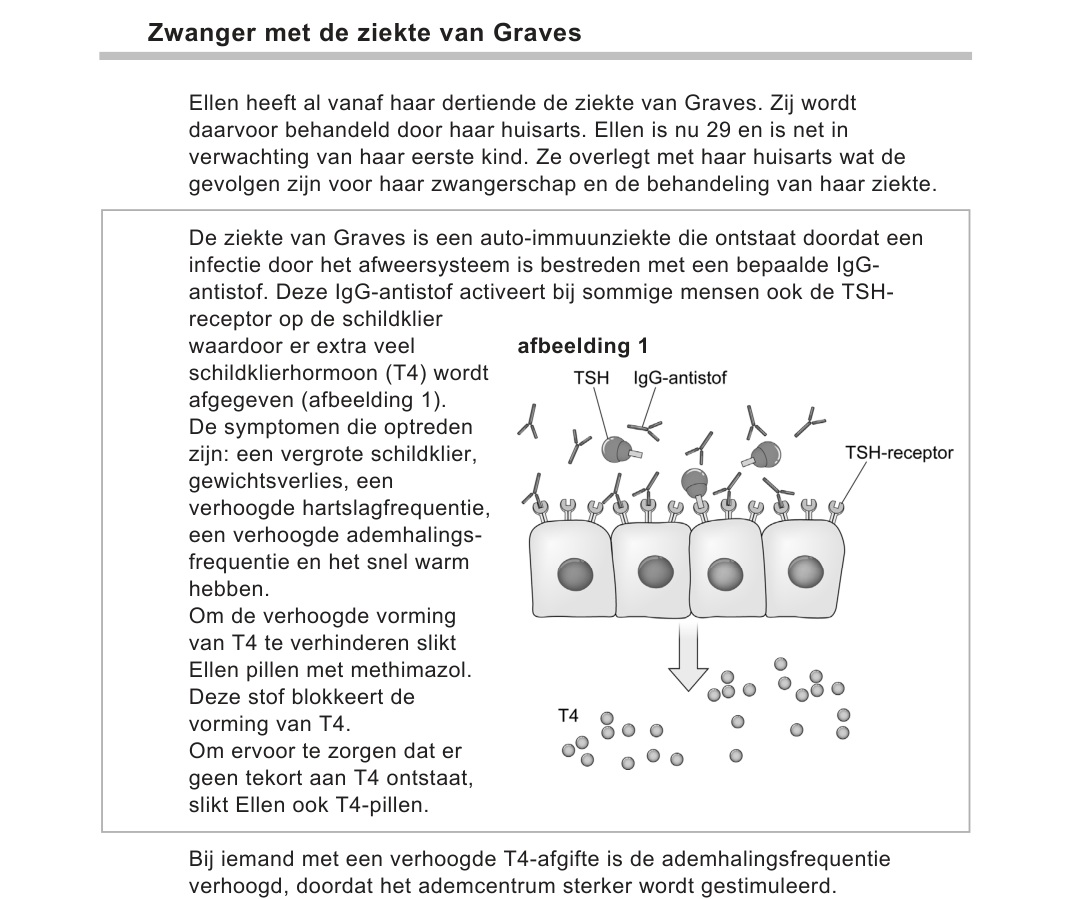 Zwanger met de ziekte van Graves
Ellen heeft al vanaf haar dertiende de ziekte van Graves. Zij wordt
daarvoor behandeld door haar huisarts. Ellen is nu 29 en is net in
verwachting van haar eerste kind. Ze overlegt met haar huisarts wat de
gevolgen zijn voor haar zwangerschap en de behandeling van haar ziekte.
De ziekte van Graves is een auto-immuunziekte die ontstaat doordat een
infectie door het afweersysteem is bestreden met een bepaalde IgG-
antistof. Deze IgG-antistof activeert bij sommige mensen ook de TSH-
receptor op de schildklier
waardoor er extra veel
schildklierhormoon (T4) wordt
afgegeven (afbeelding 1).
De symptomen die optreden
zijn: een vergrote schildklier,
gewichtsverlies, een
verhoogde hartslagfrequentie,
een verhoogde ademhalings-
frequentie en het snel warm
hebben.
Om de verhoogde vorming
van T4 te verhinderen slikt
Ellen pillen met methimazol.
Deze stof blokkeert de
vorming van T4.
Om ervoor te zorgen dat er
geen tekort aan T4 ontstaat,
slikt Ellen ook T4-pillen.
afbeelding 1
TSH IgG-antistof
TSH-receptor
T4
Bij iemand met een verhoogde T4-afgifte is de ademhalingsfrequentie
verhoogd, doordat het ademcentrum sterker wordt gestimuleerd.